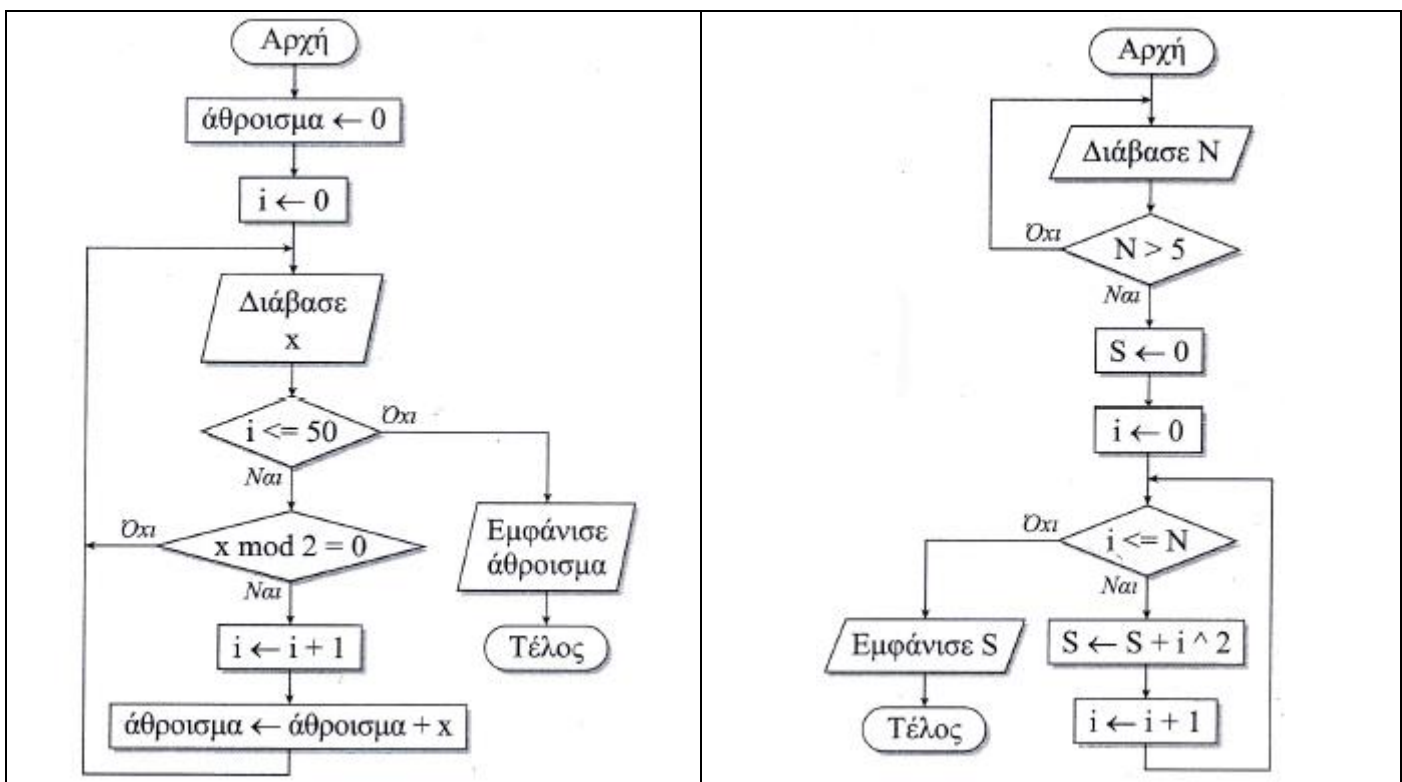 Αρχή
άθροισμα ← 0
i ← 0
Διάβασε
x
i <= 50
Όχι
Ναι
Όχι
x mod 2 = 0
Ναι
i ← i + 1
άθροισμα ← άθροισμα + x
Εμφάνισε
άθροισμα
Τέλος
Αρχή
Διάβασε N
Όχι
N > 5
Ναι
S ← 0
i ← 0
Όχι
i <= N
Ναι
Εμφάνισε S
S ← S + i ^ 2
Τέλος
i ← i + 1